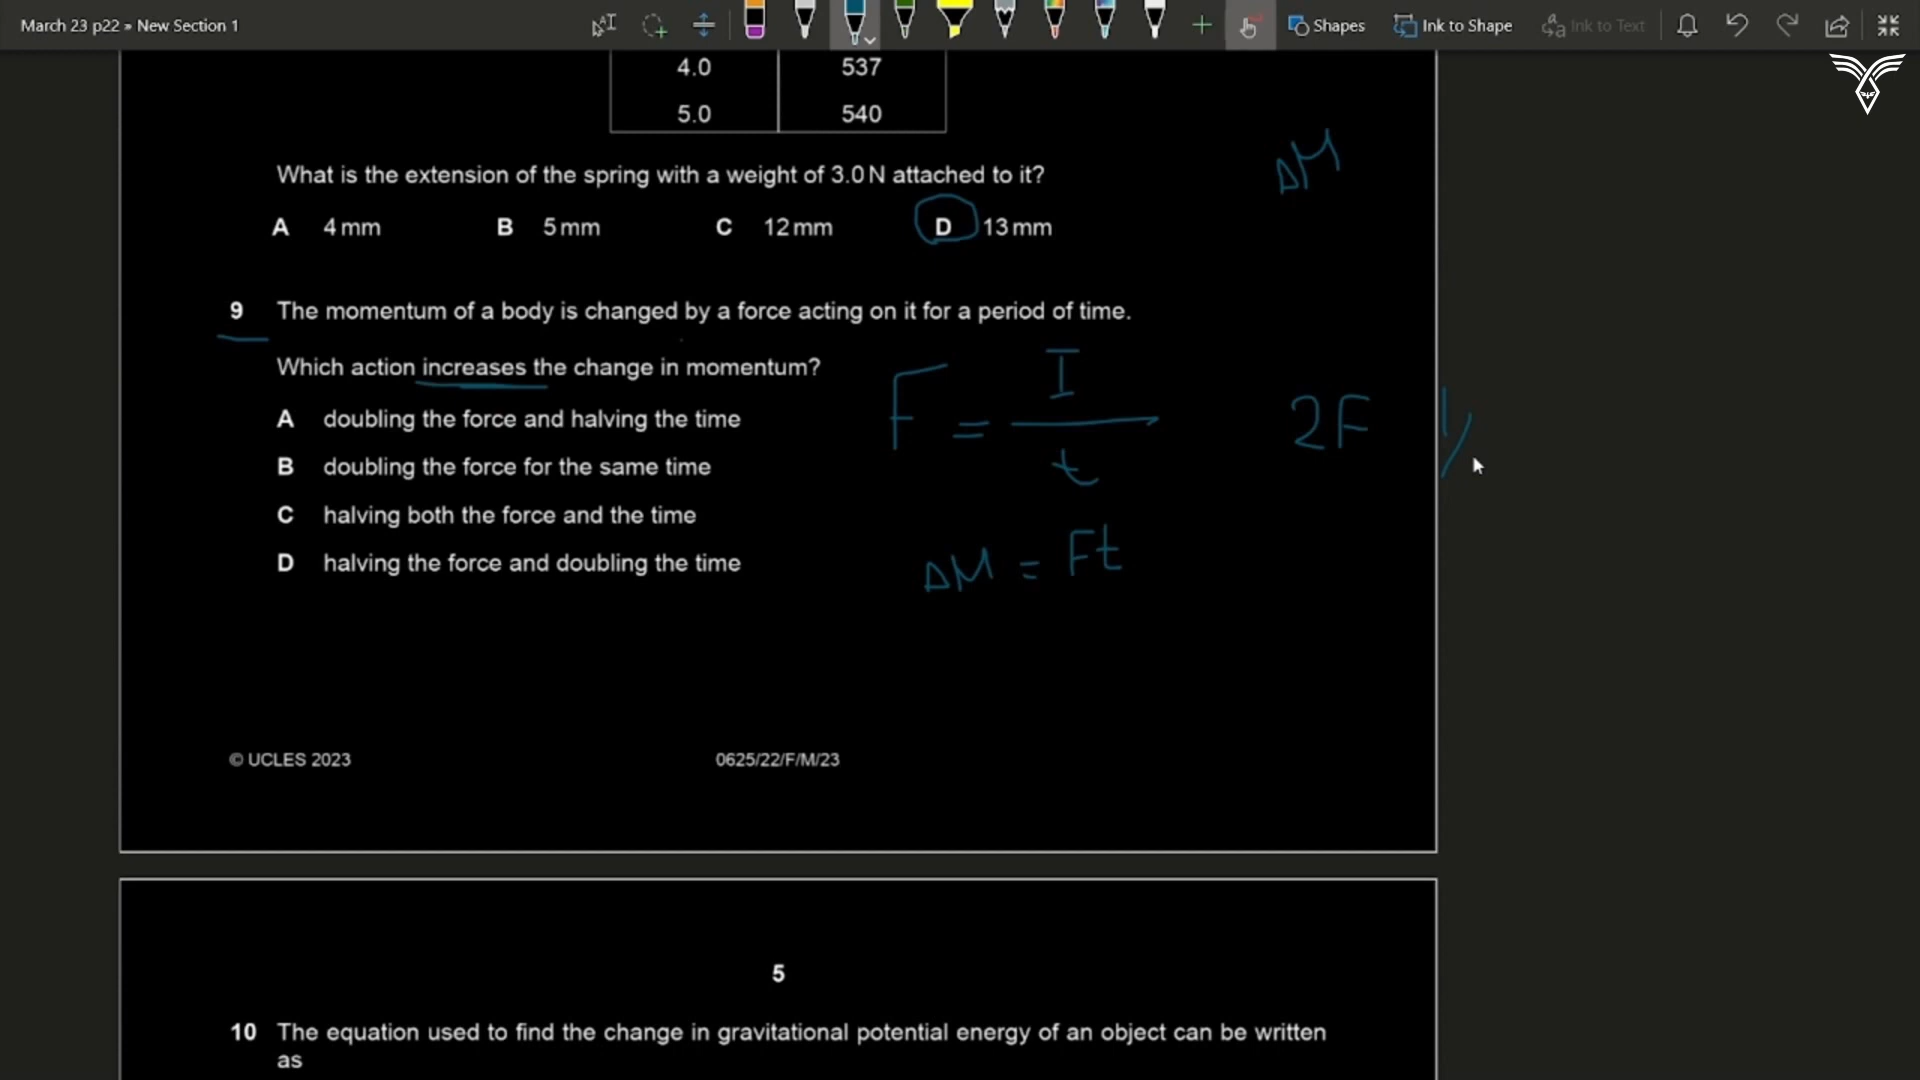 March 23 p22 » New Section 1
Shapes
Ink to Shape
Ink to Text
4.0 537
5.0 540
What is the extension of the spring with a weight of 3.0 N attached to it?
A 4 mm B 5 mm C 12 mm D 13 mm
ΔM
9 The momentum of a body is changed by a force acting on it for a period of time.
Which action increases the change in momentum?
A doubling the force and halving the time
B doubling the force for the same time
C halving both the force and the time
D halving the force and doubling the time
F = I / t
2F 1/
ΔM = Ft
© UCLES 2023 0625/22/F/M/23
5
10 The equation used to find the change in gravitational potential energy of an object can be written
as